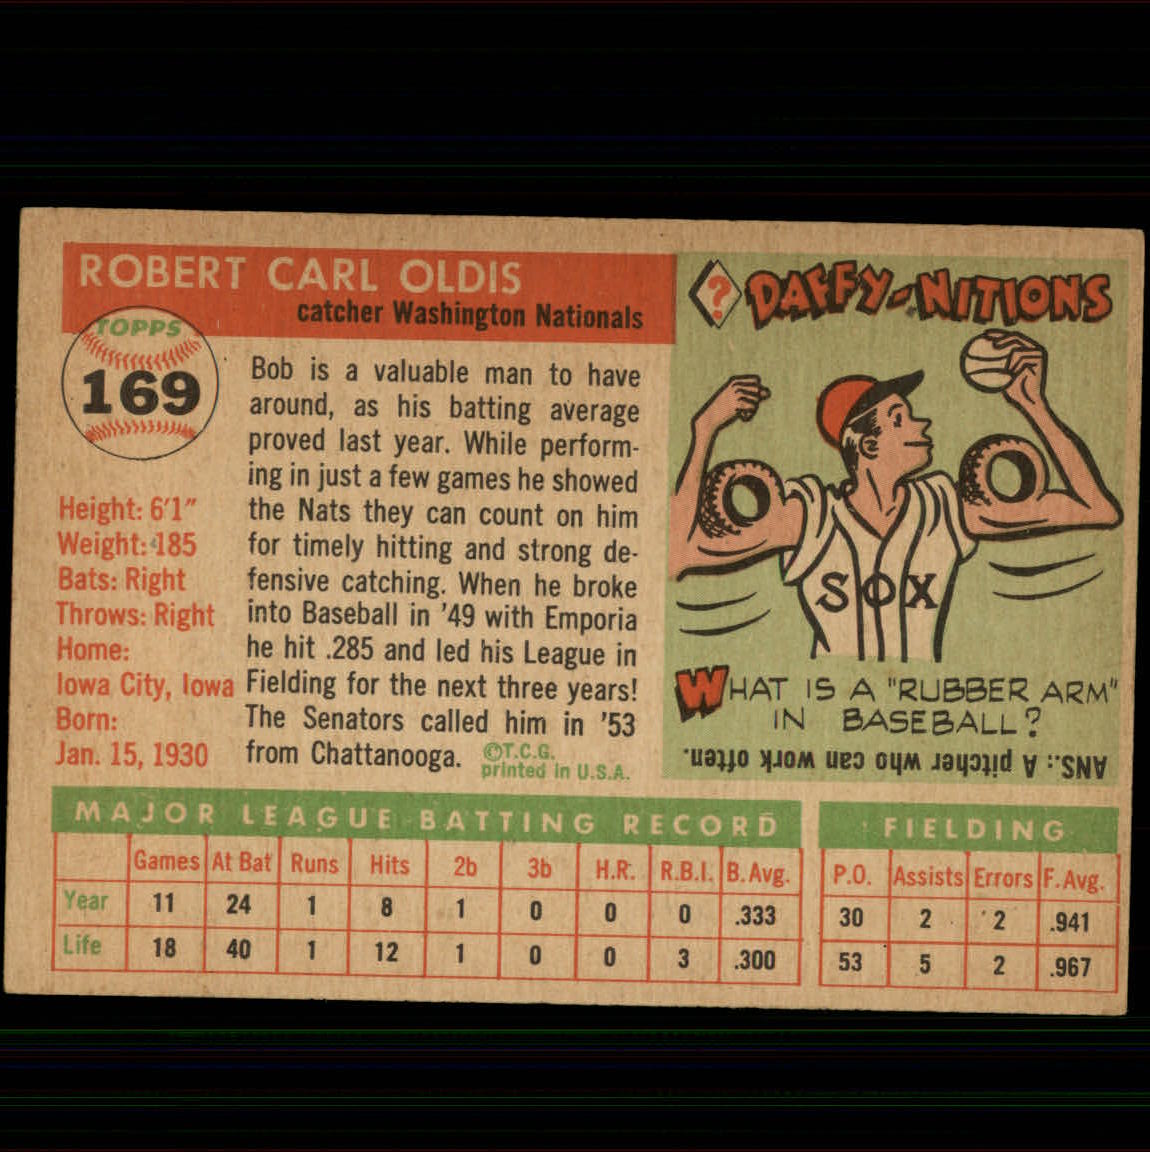 ROBERT CARL OLDIS
catcher Washington Nationals
TOPPS
169
Height: 6'1"
Weight: 185
Bats: Right
Throws: Right
Home:
Iowa City, Iowa
Born:
Jan. 15, 1930
Bob is a valuable man to have
around, as his batting average
proved last year. While perform-
ing in just a few games he showed
the Nats they can count on him
for timely hitting and strong de-
fensive catching. When he broke
into Baseball in '49 with Emporia
he hit .285 and led his League in
Fielding for the next three years!
The Senators called him in '53
from Chattanooga.
©T.C.G.
printed in U.S.A.
? DAFFY-NITIONS
SOX
WHAT IS A "RUBBER ARM"
IN BASEBALL?
ANS.: A pitcher who can work often.
MAJOR LEAGUE BATTING RECORD
Games At Bat Runs Hits 2b 3b H.R. R.B.I. B. Avg.
Year 11 24 1 8 1 0 0 0 .333
Life 18 40 1 12 1 0 0 3 .300
FIELDING
P.O. Assists Errors F. Avg.
30 2 2 .941
53 5 2 .967